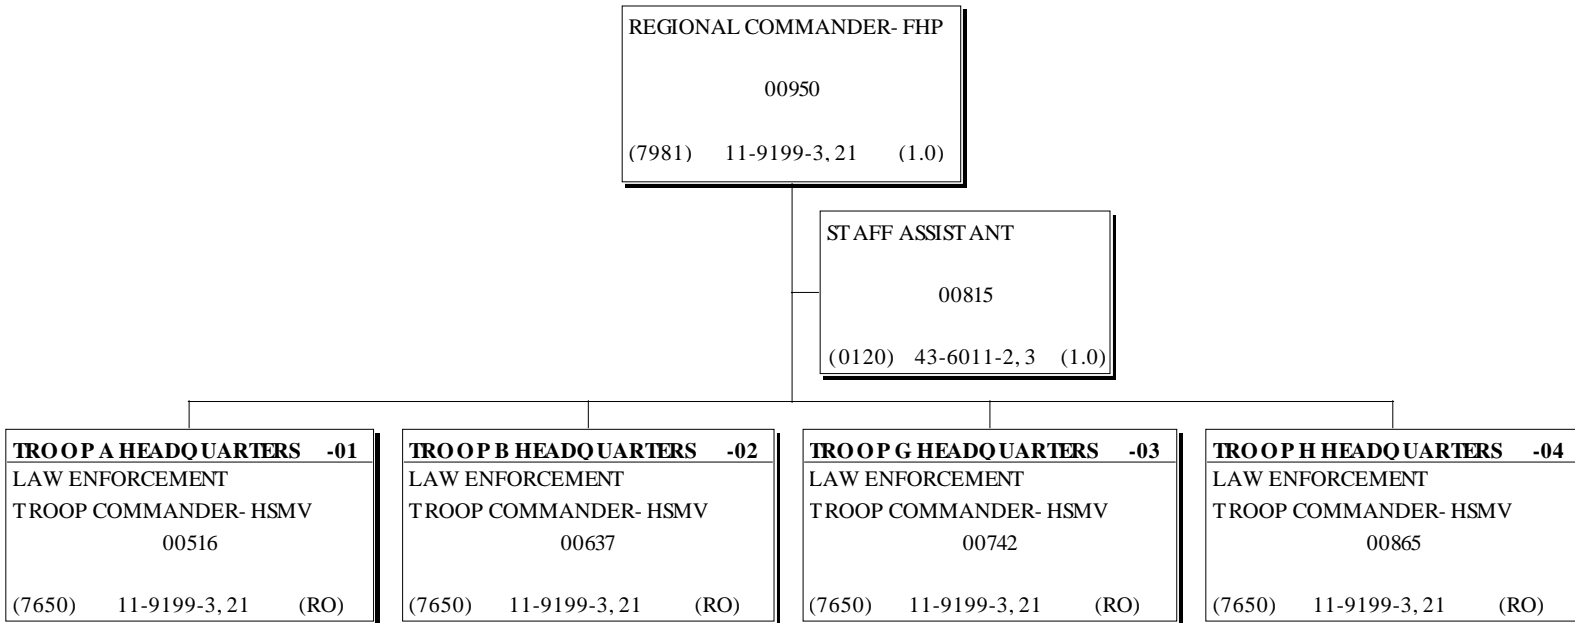 REGIONAL COMMANDER- FHP
00950
(7981) 11-9199-3, 21 (1.0)
STAFF ASSISTANT
00815
(0120) 43-6011-2, 3 (1.0)
TROOP A HEADQUARTERS -01
LAW ENFORCEMENT
TROOP COMMANDER- HSMV
00516
(7650) 11-9199-3, 21 (RO)
TROOP B HEADQUARTERS -02
LAW ENFORCEMENT
TROOP COMMANDER- HSMV
00637
(7650) 11-9199-3, 21 (RO)
TROOP G HEADQUARTERS -03
LAW ENFORCEMENT
TROOP COMMANDER- HSMV
00742
(7650) 11-9199-3, 21 (RO)
TROOP H HEADQUARTERS -04
LAW ENFORCEMENT
TROOP COMMANDER- HSMV
00865
(7650) 11-9199-3, 21 (RO)